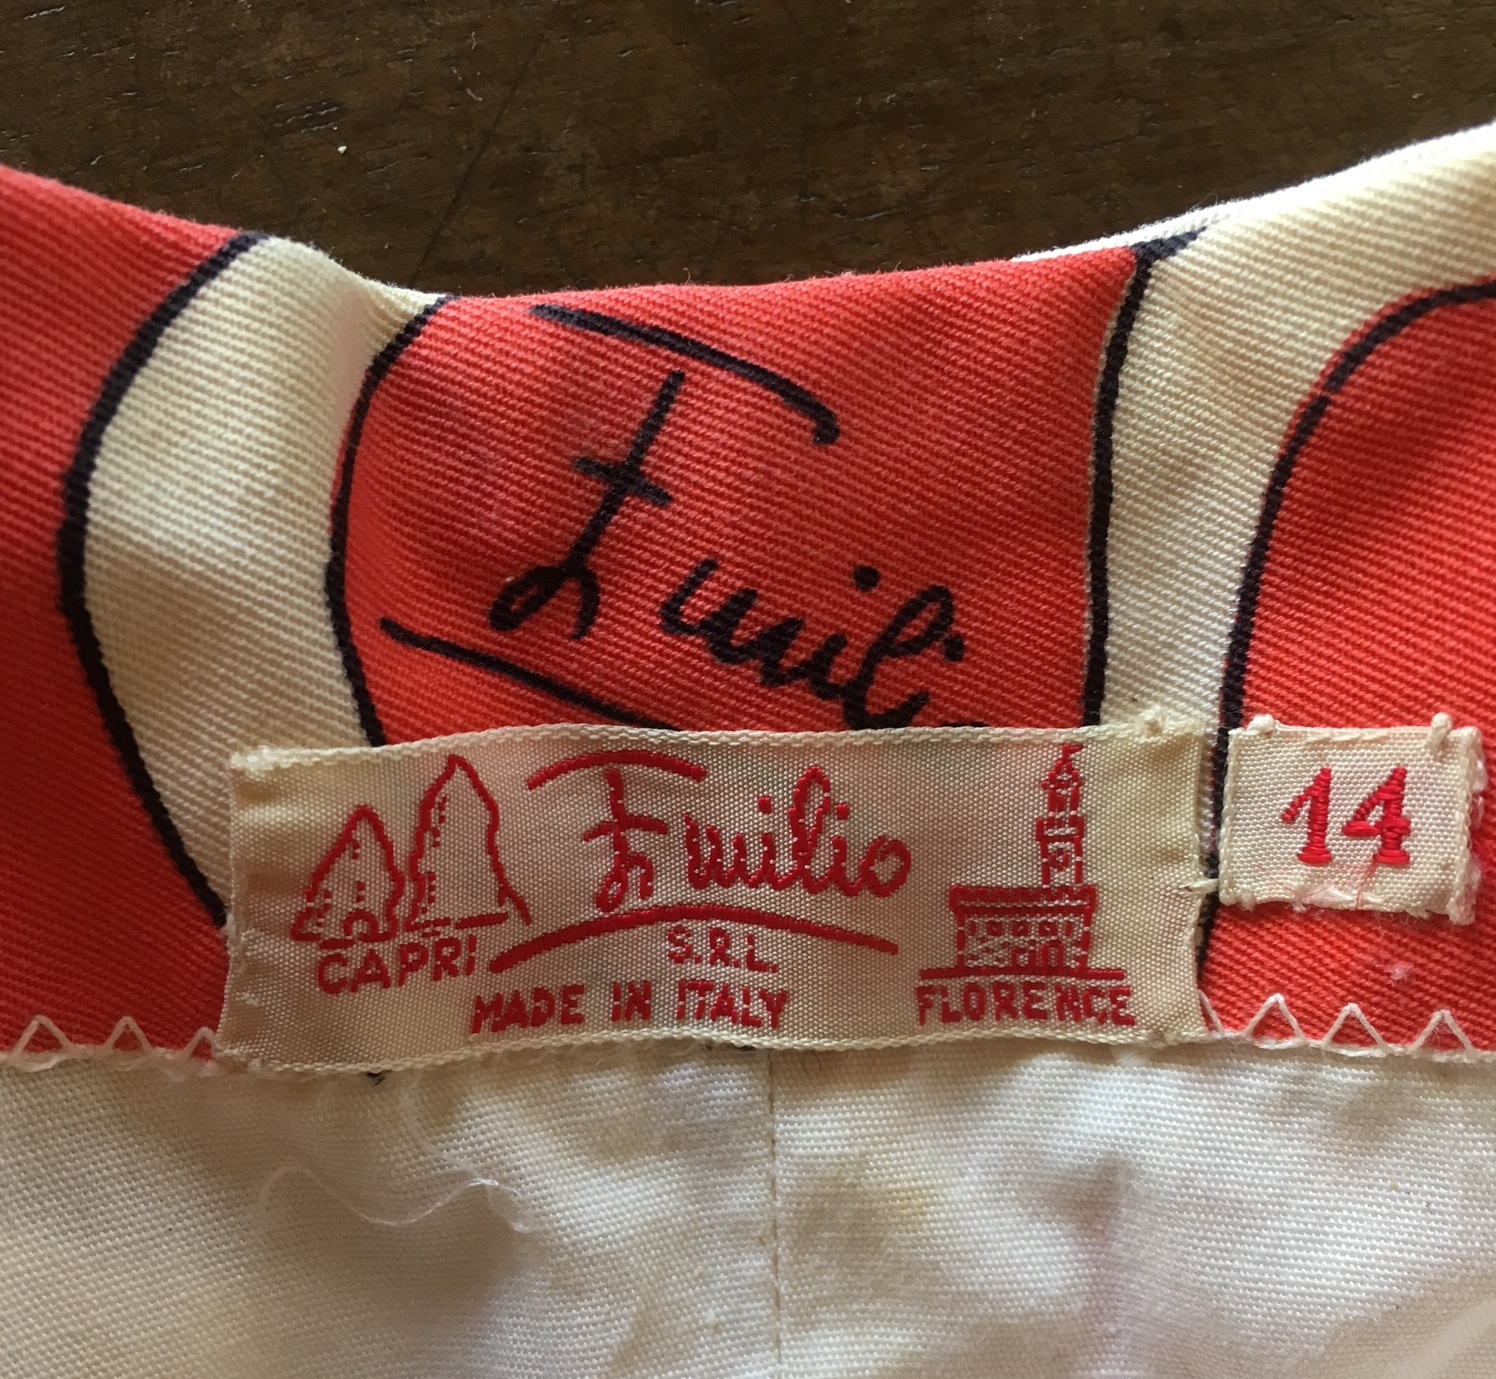 Emilio
Emilio
S.R.L.
CAPRI
MADE IN ITALY
FLORENCE
14